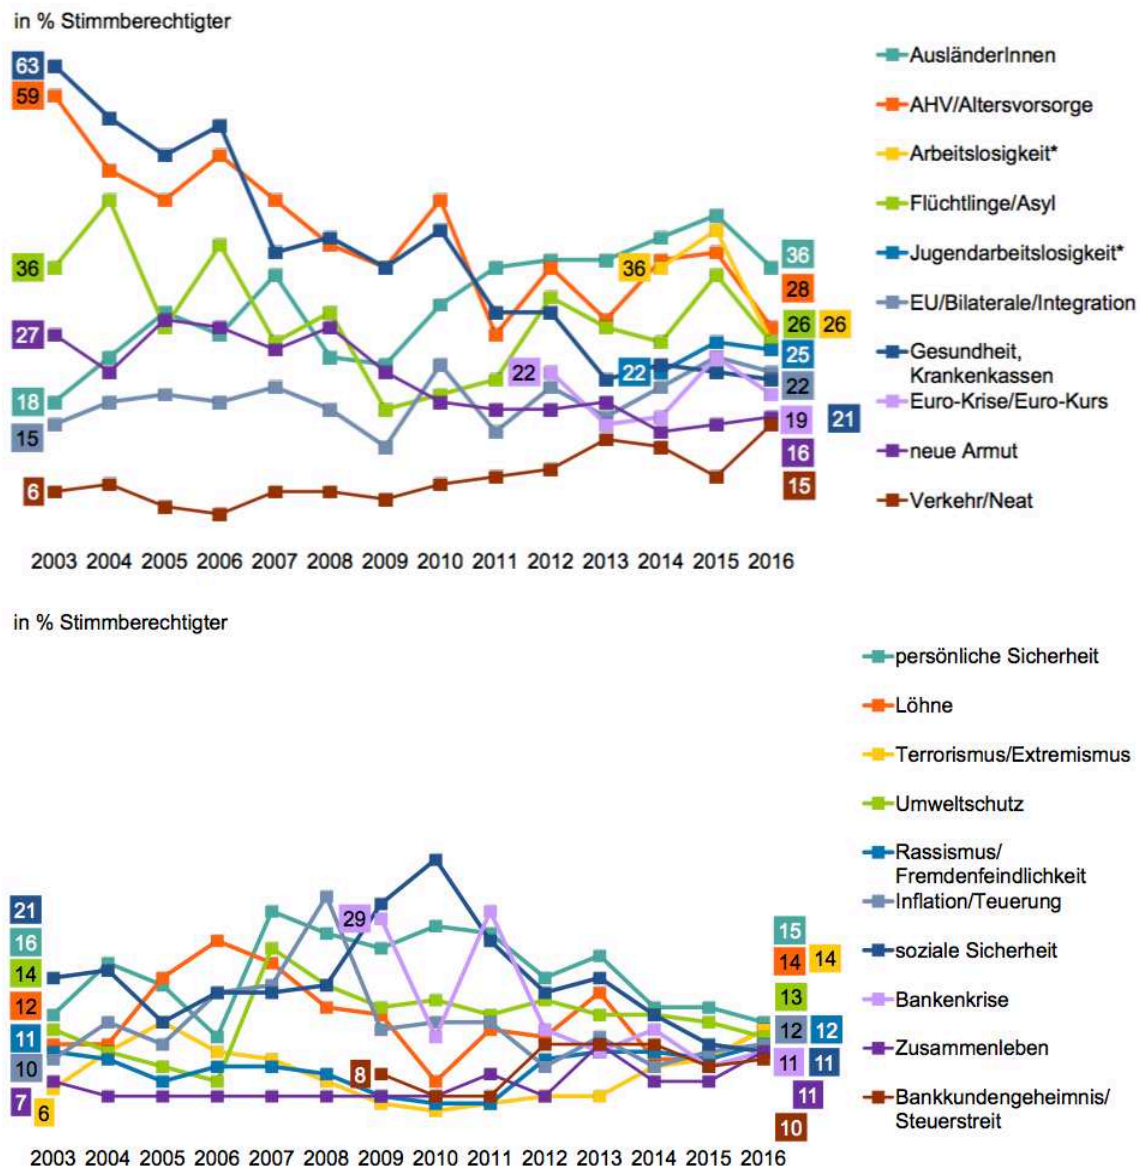 in % Stimmberechtigter
63
59
36
27
18
15
6
22
22
36
36
28
26 26
25
22
19 21
16
15
AusländerInnen
AHV/Altersvorsorge
Arbeitslosigkeit*
Flüchtlinge/Asyl
Jugendarbeitslosigkeit*
EU/Bilaterale/Integration
Gesundheit,
Krankenkassen
Euro-Krise/Euro-Kurs
neue Armut
Verkehr/Neat
2003 2004 2005 2006 2007 2008 2009 2010 2011 2012 2013 2014 2015 2016
in % Stimmberechtigter
21
16
14
12
11
10
7 6
29
8
15
14 14
13
12 12
11 11
11
10
persönliche Sicherheit
Löhne
Terrorismus/Extremismus
Umweltschutz
Rassismus/
Fremdenfeindlichkeit
Inflation/Teuerung
soziale Sicherheit
Bankenkrise
Zusammenleben
Bankkundengeheimnis/
Steuerstreit
2003 2004 2005 2006 2007 2008 2009 2010 2011 2012 2013 2014 2015 2016